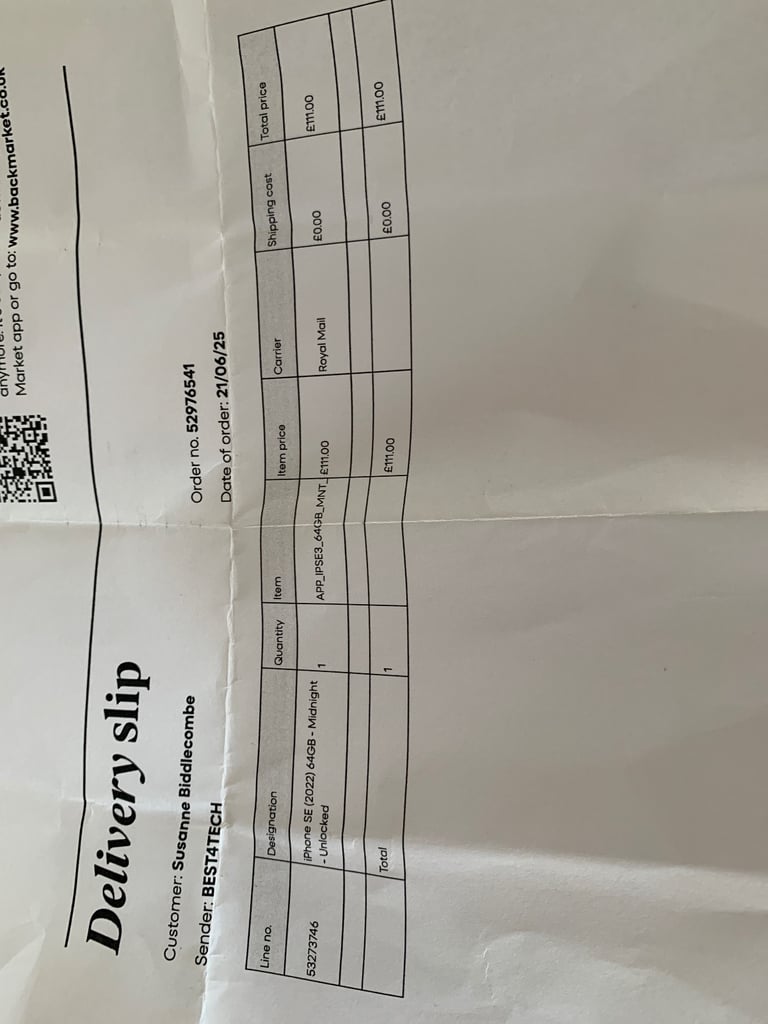 Market app or go to: www.backmarket.co.uk
Delivery slip
Customer: Susanne Biddlecombe
Order no. 52976541
Sender: BEST4TECH
Date of order: 21/06/25
Line no. Designation Quantity Item Item price Carrier Shipping cost Total price
53273746 iPhone SE (2022) 64GB - Midnight 1 APP_IPSE3_64GB_MNT_ £111.00 Royal Mail £0.00 £111.00
- Unlocked
Total 1 £111.00 £0.00 £111.00